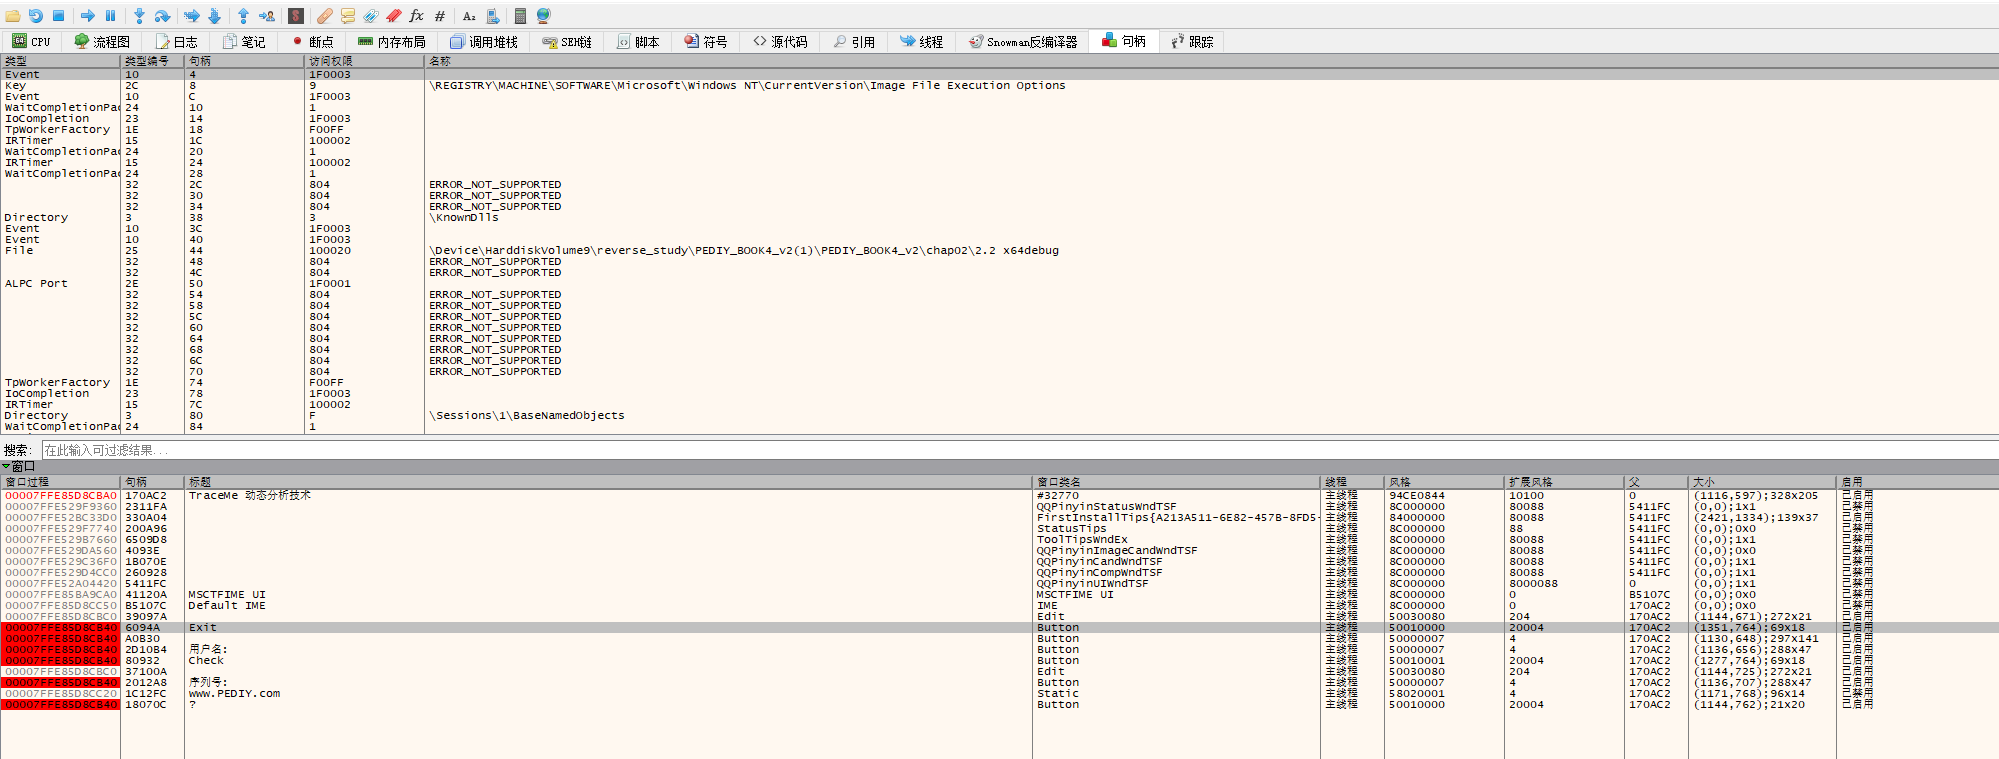 CPU 流程图 日志 笔记 断点 内存布局 调用堆栈 SEH链 脚本 符号 源代码 引用 线程 Snowman反编译器 句柄 跟踪
类型 类型编号 句柄 访问权限 名称
Event 10 4 1F0003
Key 2C 8 9 \REGISTRY\MACHINE\SOFTWARE\Microsoft\Windows NT\CurrentVersion\Image File Execution Options
Event 10 C 1F0003
WaitCompletionPac 24 10 1
IoCompletion 23 14 1F0003
TpWorkerFactory 1E 18 F00FF
IRTimer 15 1C 100002
WaitCompletionPac 24 20 1
IRTimer 15 24 100002
WaitCompletionPac 24 28 1
32 2C 804 ERROR_NOT_SUPPORTED
32 30 804 ERROR_NOT_SUPPORTED
32 34 804 ERROR_NOT_SUPPORTED
Directory 3 38 3 \KnownDlls
Event 10 3C 1F0003
Event 10 40 1F0003
File 25 44 100020 \Device\HarddiskVolume9\reverse_study\PEDIY_BOOK4_v2(1)\PEDIY_BOOK4_v2\chap02\2.2 x64debug
32 48 804 ERROR_NOT_SUPPORTED
32 4C 804 ERROR_NOT_SUPPORTED
ALPC Port 2E 50 1F0001
32 54 804 ERROR_NOT_SUPPORTED
32 58 804 ERROR_NOT_SUPPORTED
32 5C 804 ERROR_NOT_SUPPORTED
32 60 804 ERROR_NOT_SUPPORTED
32 64 804 ERROR_NOT_SUPPORTED
32 68 804 ERROR_NOT_SUPPORTED
32 6C 804 ERROR_NOT_SUPPORTED
32 70 804 ERROR_NOT_SUPPORTED
TpWorkerFactory 1E 74 F00FF
IoCompletion 23 78 1F0003
IRTimer 15 7C 100002
Directory 3 80 F \Sessions\1\BaseNamedObjects
WaitCompletionPac 24 84 1
搜索: 在此输入可过滤结果...
窗口
窗口过程 句柄 标题 窗口类名 线程 风格 扩展风格 父 大小 启用
00007FFE85D8CBA0 170AC2 TraceMe 动态分析技术 #32770 主线程 94CE0844 10100 0 (1116,597);328x205 已启用
00007FFE529F9360 2311FA QQPinyinStatusWndTSF 主线程 8C000000 80088 5411FC (0,0);1x1 已禁用
00007FFE52BC33D0 330A04 FirstInstallTips{A213A511-6E82-457B-8FD5- 主线程 84000000 80088 5411FC (2421,1334);139x37 已启用
00007FFE529F7740 200A96 StatusTips 主线程 8C000000 88 5411FC (0,0);0x0 已禁用
00007FFE529B7660 6509D8 ToolTipsWndEx 主线程 8C000000 80088 5411FC (0,0);1x1 已禁用
00007FFE529DA560 4093E QQPinyinImageCandWndTSF 主线程 8C000000 80088 5411FC (0,0);0x0 已禁用
00007FFE529C36F0 1B070E QQPinyinCandWndTSF 主线程 8C000000 80088 5411FC (0,0);1x1 已禁用
00007FFE529D4CC0 260928 QQPinyinCompWndTSF 主线程 8C000000 80088 5411FC (0,0);1x1 已禁用
00007FFE52A04420 5411FC QQPinyinUIWndTSF 主线程 8C000000 8000088 0 (0,0);1x1 已禁用
00007FFE85BA9CA0 41120A MSCTFIME UI MSCTFIME UI 主线程 8C000000 0 B5107C (0,0);0x0 已禁用
00007FFE85D8CC50 B5107C Default IME IME 主线程 8C000000 0 170AC2 (0,0);0x0 已禁用
00007FFE85D8CBC0 39097A Edit 主线程 50030080 204 170AC2 (1144,671);272x21 已启用
00007FFE85D8CB40 6094A Exit Button 主线程 50010000 20004 170AC2 (1351,764);69x18 已启用
00007FFE85D8CB40 A0B30 Button 主线程 50000007 4 170AC2 (1130,648);297x141 已启用
00007FFE85D8CB40 2D10B4 用户名: Button 主线程 50000007 4 170AC2 (1136,656);288x47 已启用
00007FFE85D8CB40 80932 Check Button 主线程 50010001 20004 170AC2 (1277,764);69x18 已启用
00007FFE85D8CBC0 37100A Edit 主线程 50030080 204 170AC2 (1144,725);272x21 已启用
00007FFE85D8CB40 2012A8 序列号: Button 主线程 50000007 4 170AC2 (1136,707);288x47 已启用
00007FFE85D8CC20 1C12FC www.PEDIY.com Static 主线程 58020001 4 170AC2 (1171,768);96x14 已禁用
00007FFE85D8CB40 18070C ? Button 主线程 50010000 20004 170AC2 (1144,762);21x20 已启用